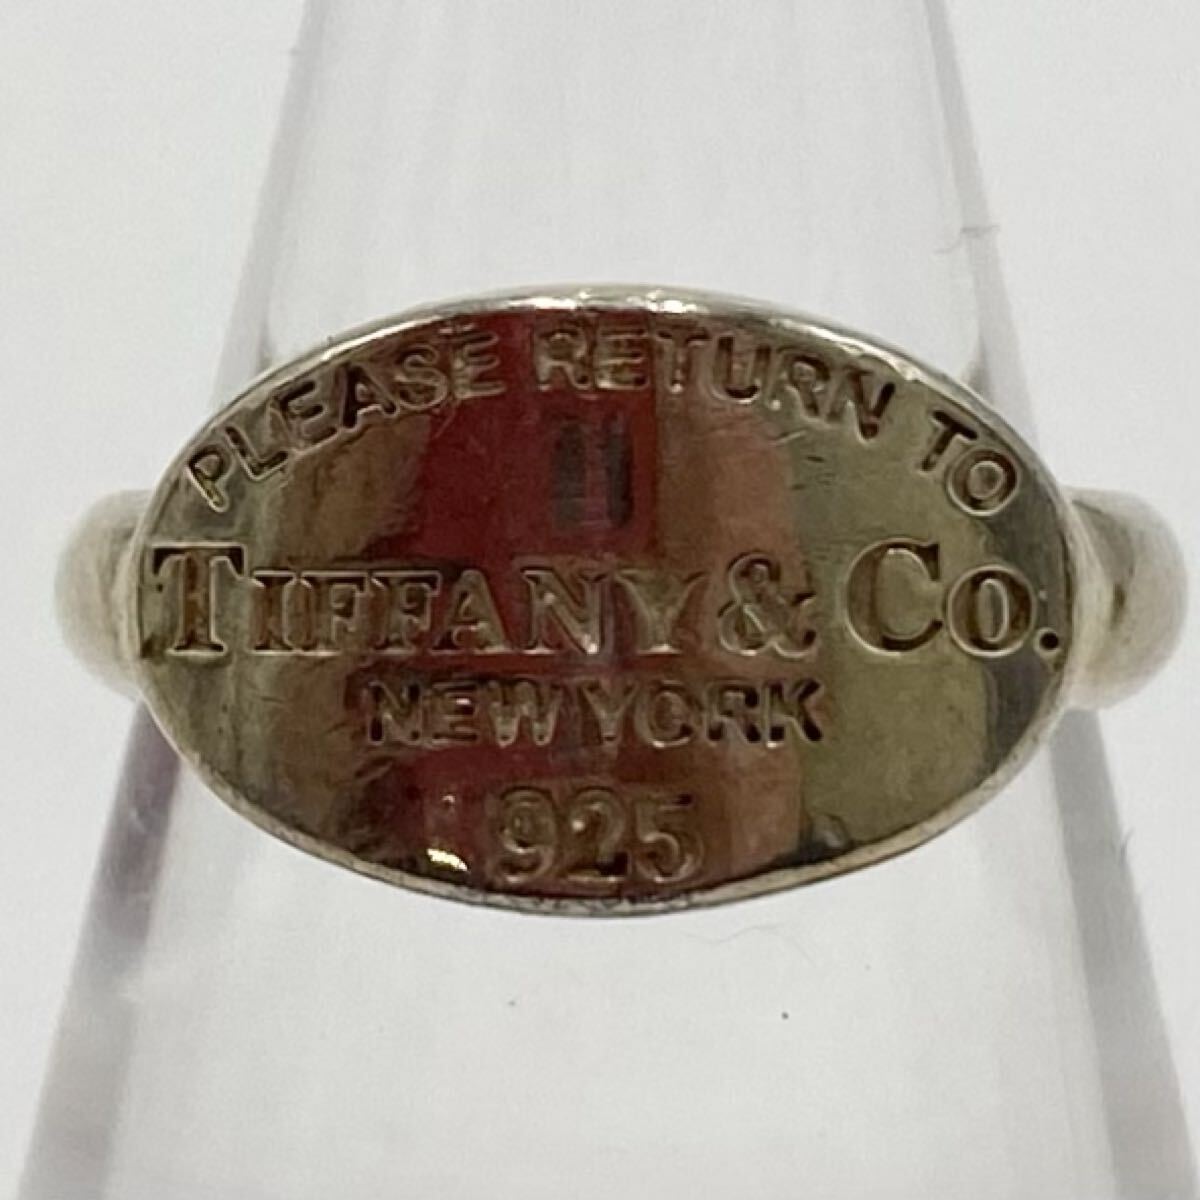 PLEASE RETURN TO
TIFFANY & CO.
NEW YORK
925